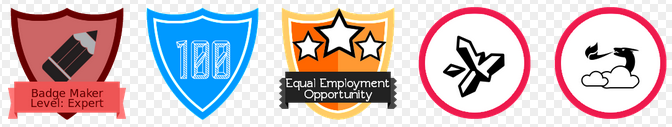 Badge Maker
Level: Expert
100
Equal Employment
Opportunity